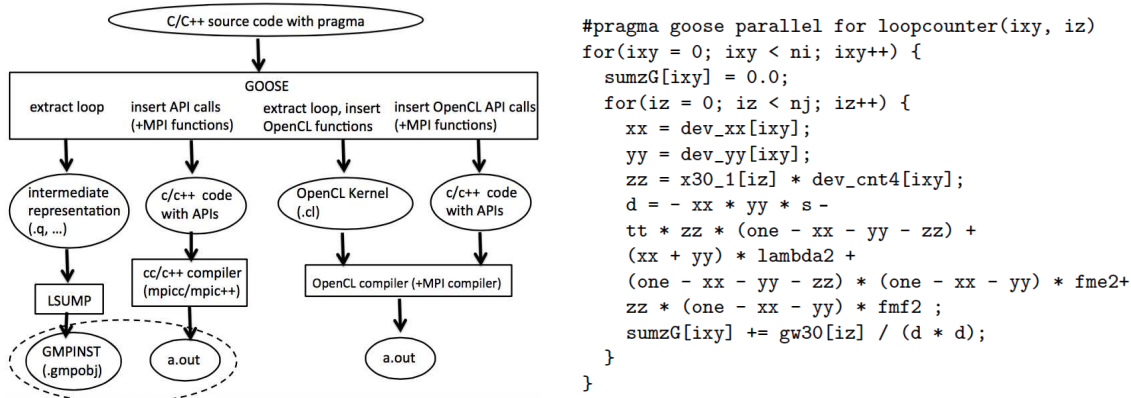 C/C++ source code with pragma
GOOSE
extract loop
insert API calls
(+MPI functions)
extract loop, insert
OpenCL functions
insert OpenCL API calls
(+MPI functions)
intermediate
representation
(.q, ...)
c/c++ code
with APIs
OpenCL Kernel
(.cl)
c/c++ code
with APIs
LSUMP
cc/c++ compiler
(mpicc/mpic++)
OpenCL compiler (+MPI compiler)
GMPINST
(.gmpobj)
a.out
a.out
#pragma goose parallel for loopcounter(ixy, iz)
for(ixy = 0; ixy < ni; ixy++) {
  sumzG[ixy] = 0.0;
  for(iz = 0; iz < nj; iz++) {
    xx = dev_xx[ixy];
    yy = dev_yy[ixy];
    zz = x30_1[iz] * dev_cnt4[ixy];
    d = - xx * yy * s -
    tt * zz * (one - xx - yy - zz) +
    (xx + yy) * lambda2 +
    (one - xx - yy - zz) * (one - xx - yy) * fme2+
    zz * (one - xx - yy) * fmf2 ;
    sumzG[ixy] += gw30[iz] / (d * d);
  }
}